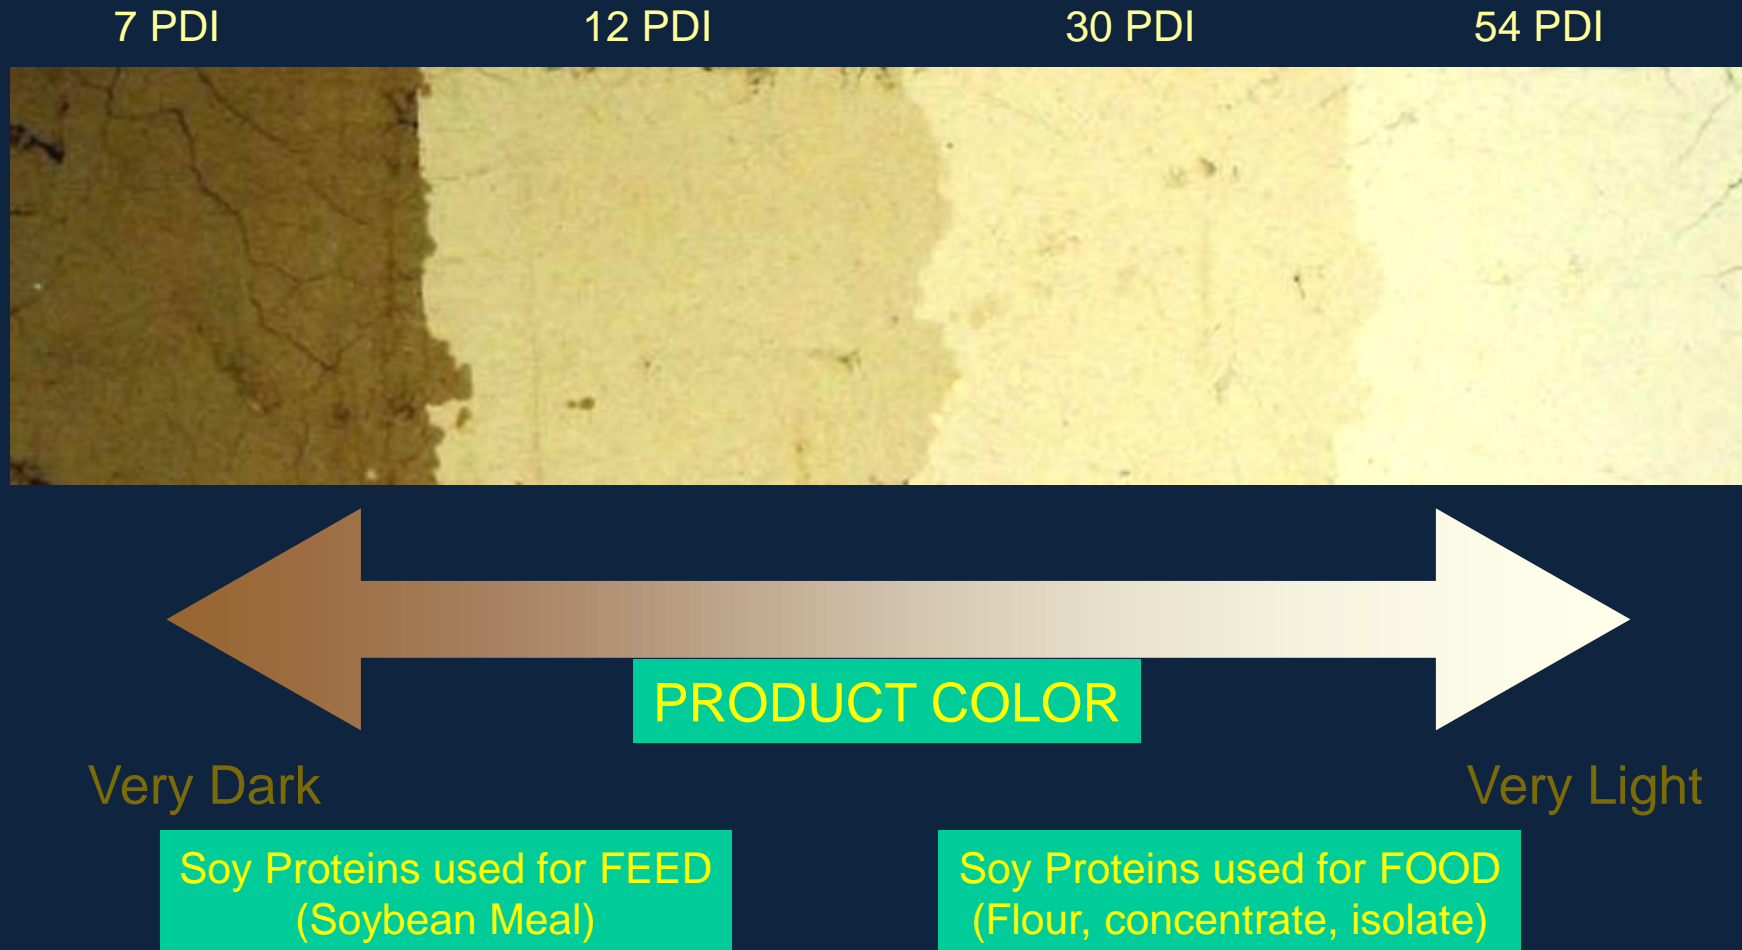 7 PDI 12 PDI 30 PDI 54 PDI
PRODUCT COLOR
Very Dark
Very Light
Soy Proteins used for FEED
(Soybean Meal)
Soy Proteins used for FOOD
(Flour, concentrate, isolate)